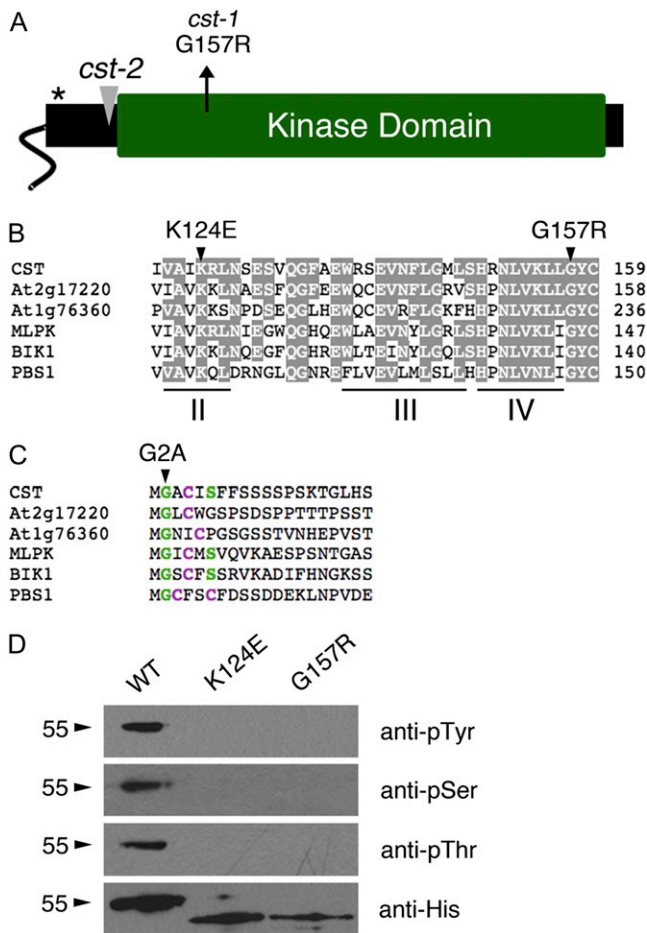 A
cst-1
G157R
cst-2
*
Kinase Domain
B
K124E G157R
CST IVAIKRLNSESVQGFAEWRSEVNFLGMLSHRNLVKLLGYC 159
At2g17220 VIAVKKLNAESFQGFEEWQCEVNFLGRVSHPNLVKLLGYC 158
At1g76360 PVAVKKSNPDSEQGLHEWQCEVRFLGKFHHPNLVKLLGYC 236
MLPK VIAVKRLNIEGWQGHQEWLAEVNYLGRLSHPNLVKLIGYC 147
BIK1 VIAVKKLNQEGFQGHREWLTEINYLGQLSHPNLVKLIGYC 140
PBS1 VVAVKQLDRNGLQGNREFLVEVLMLSLLHHPNLVNLIGYC 150
II III IV
C
G2A
CST MGACISFFSSSSPSKTGLHS
At2g17220 MGLCWGSPSDSPPTTTPSST
At1g76360 MGNICPGSGSSTVNHEPVST
MLPK MGICMSVQVKAESPSNTGAS
BIK1 MGSCFSSRVKADIFHNGKSS
PBS1 MGCFSCFDSSDDEKLNPVDE
D
WT K124E G157R
55 anti-pTyr
55 anti-pSer
55 anti-pThr
55 anti-His